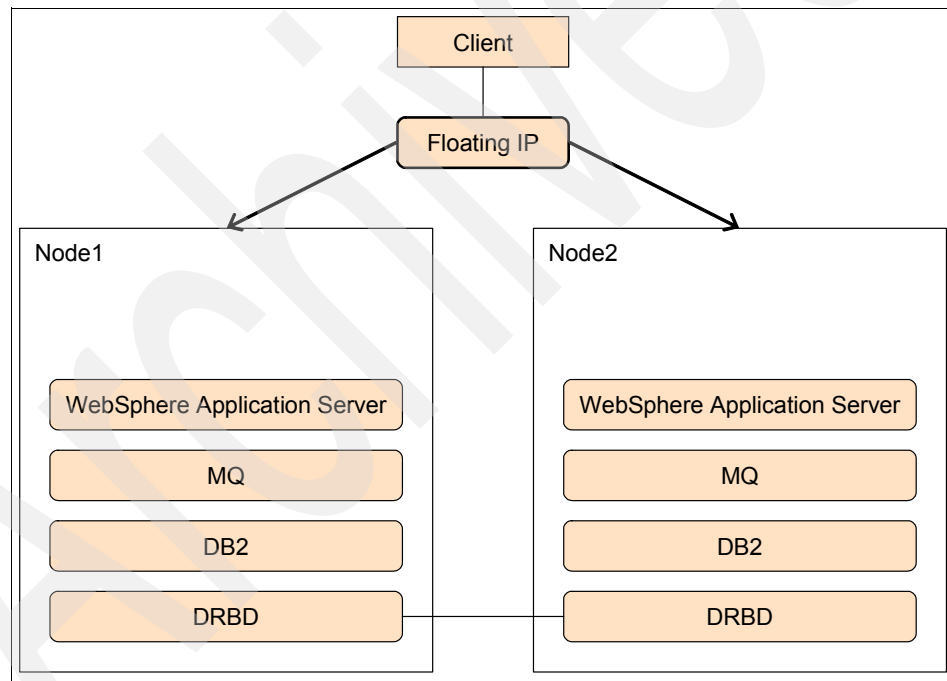 Client
Floating IP
Node1
WebSphere Application Server
MQ
DB2
DRBD
Node2
WebSphere Application Server
MQ
DB2
DRBD